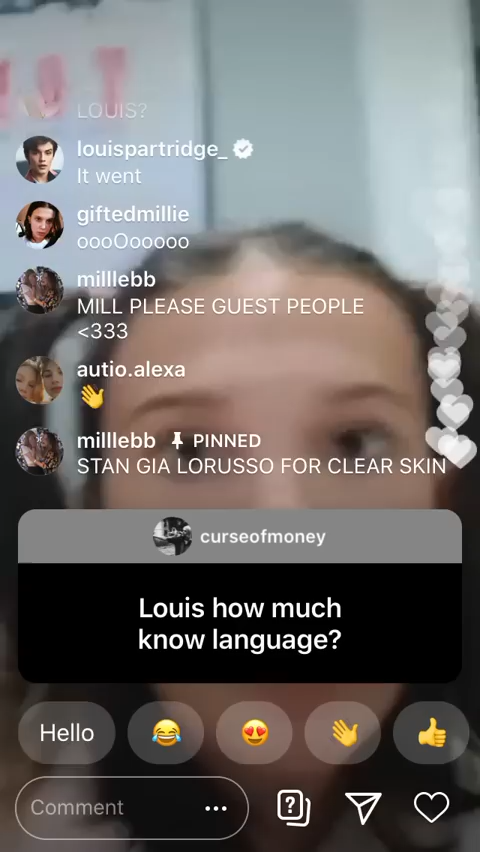 LOUIS?
louispartridge_
It went
giftedmillie
oooOooooo
milllebb
MILL PLEASE GUEST PEOPLE
<333
autio.alexa
👋
milllebb PINNED
STAN GIA LORUSSO FOR CLEAR SKIN
curseofmoney
Louis how much
know language?
Hello 😂 😍 👋 👍
Comment ...